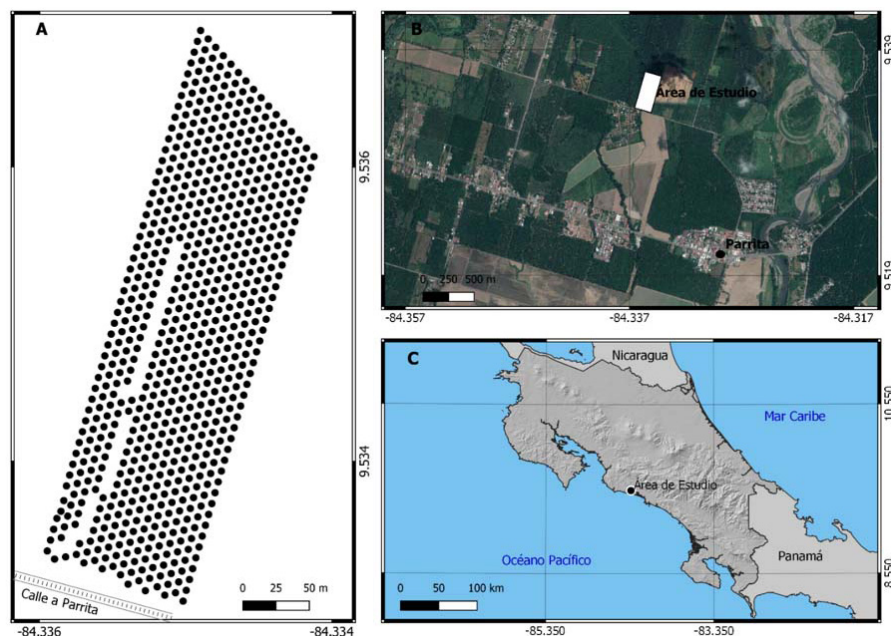 A
9.536
9.534
Calle a Parrita
0 25 50 m
-84.336
-84.334
B
9.539
Área de Estudio
Parrita
0 250 500 m
9.519
-84.357
-84.337
-84.317
C
Nicaragua
10.550
Mar Caribe
Área de Estudio
Océano Pacífico
Panamá
8.550
0 50 100 km
-85.350
-83.350